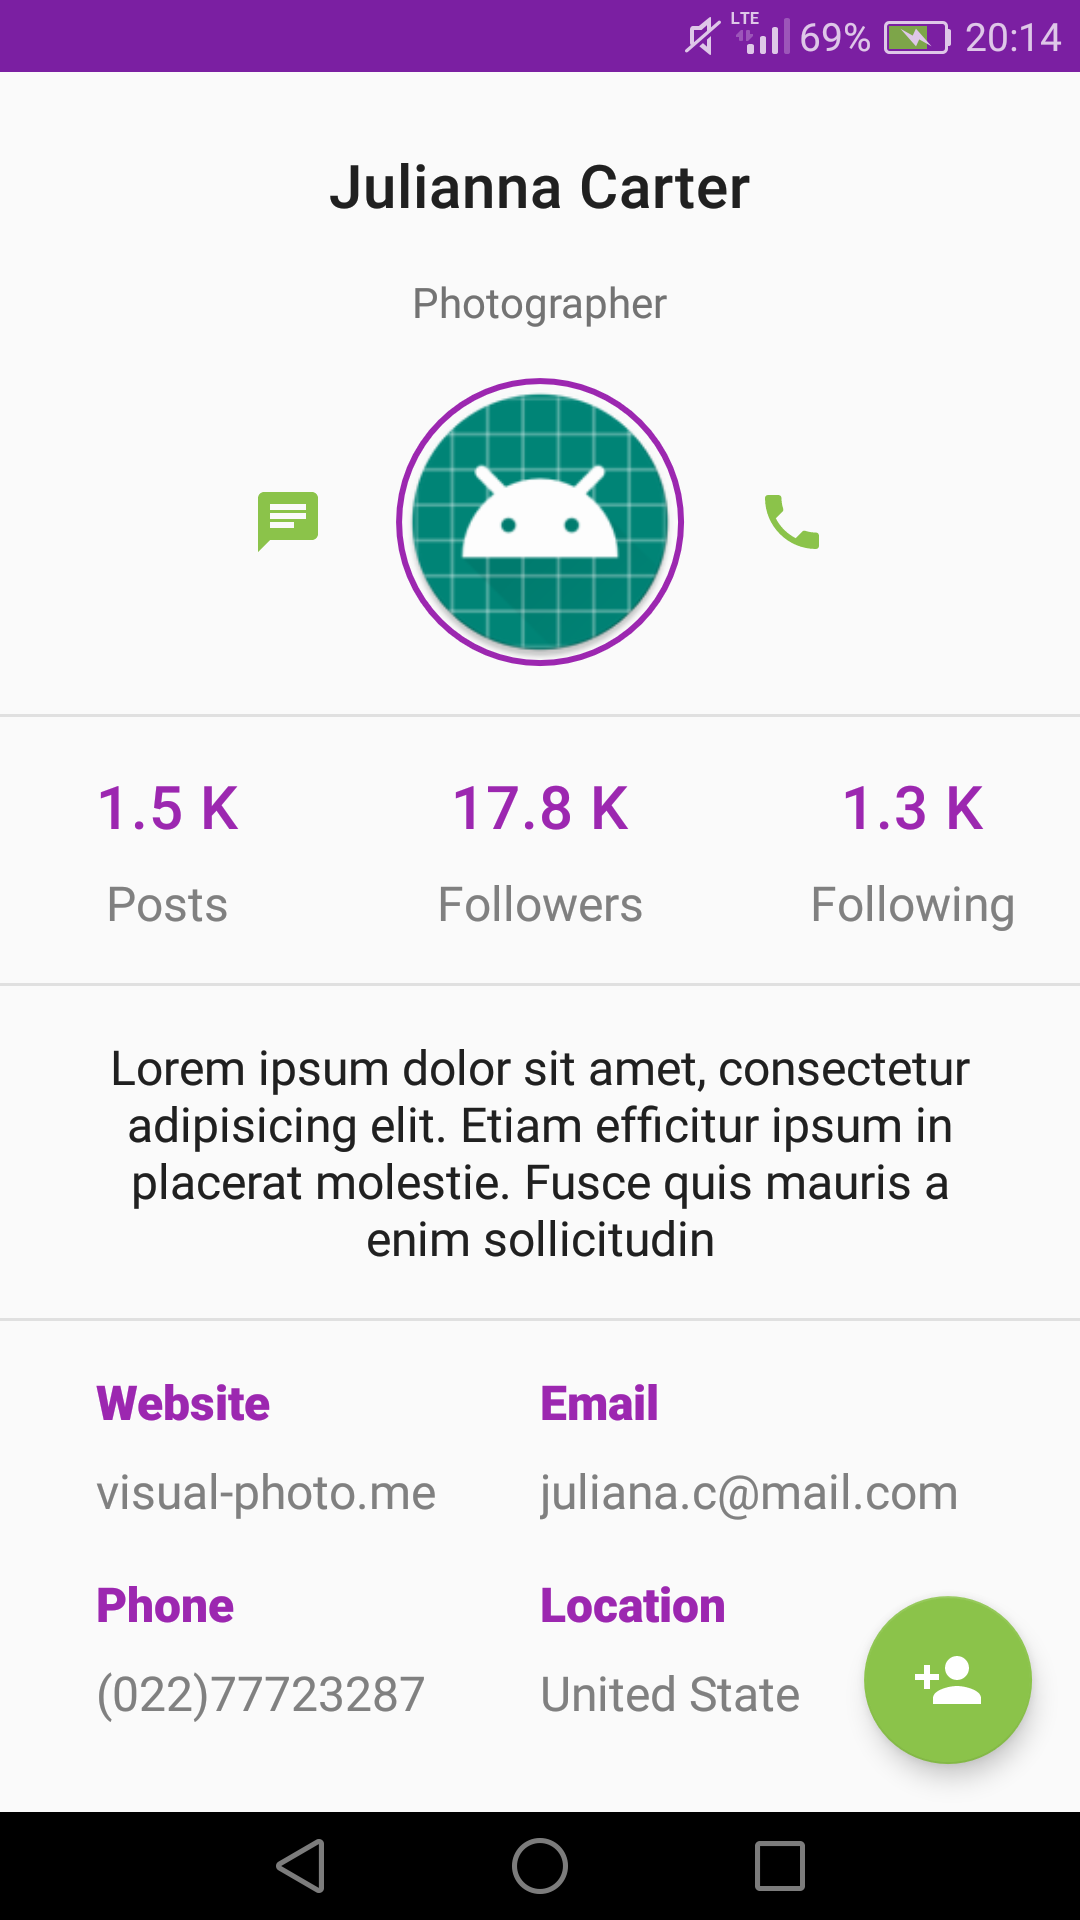 LTE
69% 20:14
Julianna Carter
Photographer
1.5 K 17.8 K 1.3 K
Posts Followers Following
Lorem ipsum dolor sit amet, consectetur
adipisicing elit. Etiam efficitur ipsum in
placerat molestie. Fusce quis mauris a
enim sollicitudin
Website Email
visual-photo.me juliana.c@mail.com
Phone Location
(022)77723287 United State